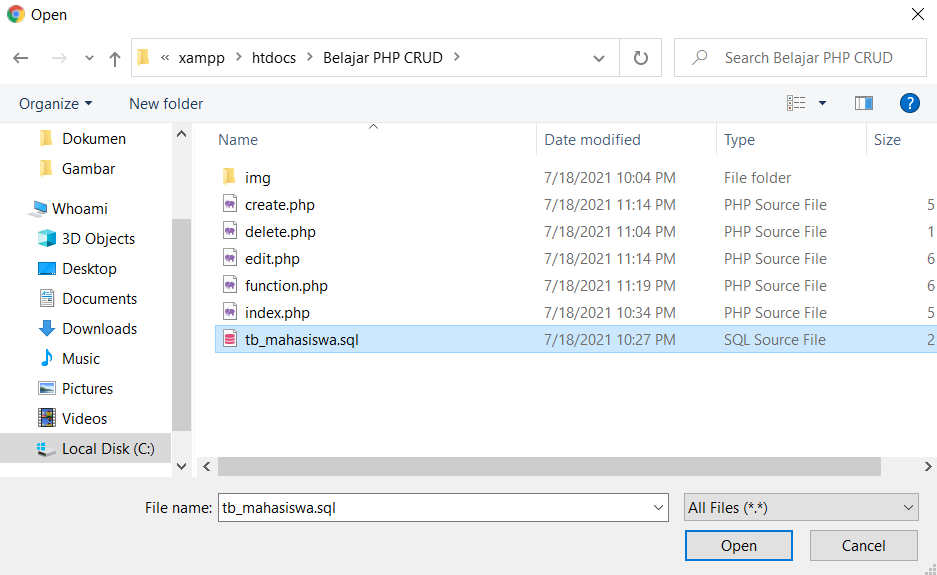 Open
« xampp > htdocs > Belajar PHP CRUD >
Search Belajar PHP CRUD
Organize
New folder
?
Dokumen
Gambar
Whoami
3D Objects
Desktop
Documents
Downloads
Music
Pictures
Videos
Local Disk (C:)
Name Date modified Type Size
img 7/18/2021 10:04 PM File folder
create.php 7/18/2021 11:14 PM PHP Source File 5
delete.php 7/18/2021 11:04 PM PHP Source File 1
edit.php 7/18/2021 11:14 PM PHP Source File 6
function.php 7/18/2021 11:19 PM PHP Source File 6
index.php 7/18/2021 10:34 PM PHP Source File 5
tb_mahasiswa.sql 7/18/2021 10:27 PM SQL Source File 2
File name: tb_mahasiswa.sql
All Files (*.*)
Open
Cancel